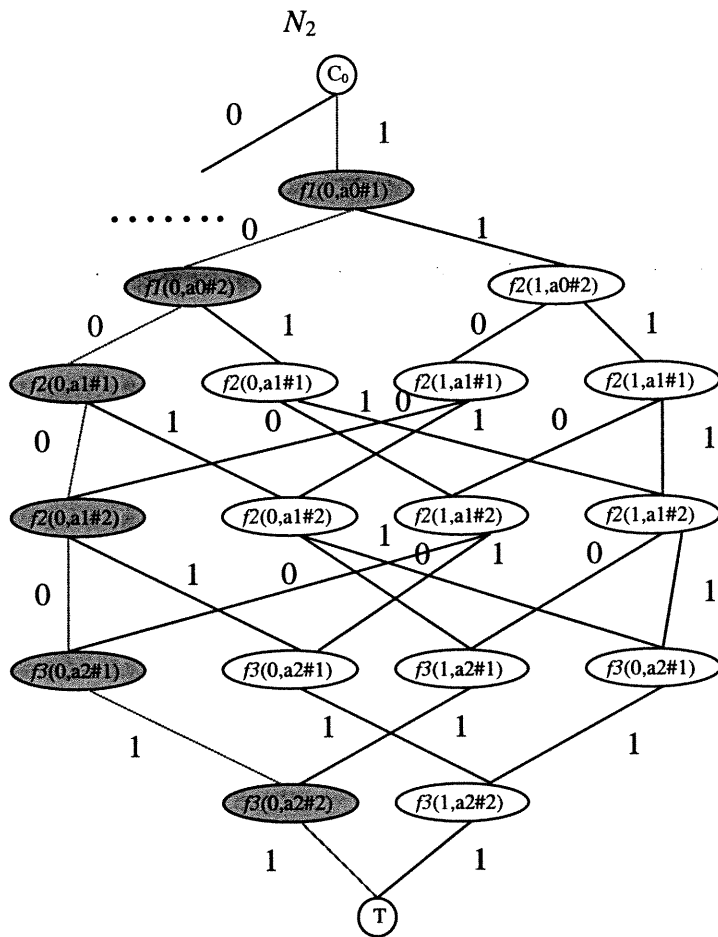 N2
C0
0 1
f1(0,a0#1)
.......
0 1
f1(0,a0#2) f2(1,a0#2)
0 1 0 1
f2(0,a1#1) f2(0,a1#1) f2(1,a1#1) f2(1,a1#1)
0 1 0 1 0 1 0 1
f2(0,a1#2) f2(0,a1#2) f2(1,a1#2) f2(1,a1#2)
0 1 0 1 0 1 0 1
f3(0,a2#1) f3(0,a2#1) f3(1,a2#1) f3(0,a2#1)
1 1 1 1
f3(0,a2#2) f3(1,a2#2)
1 1
T